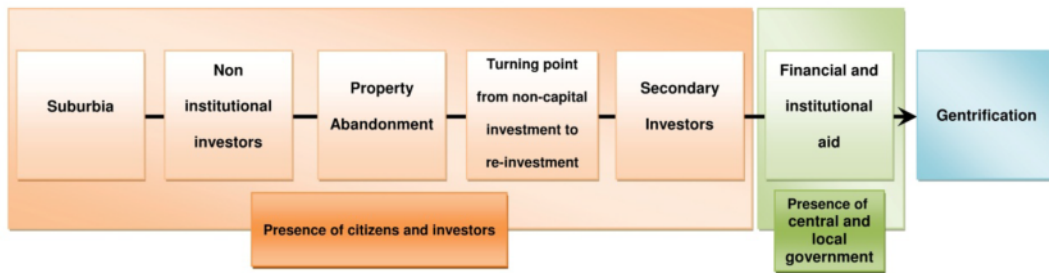 Suburbia
Non
institutional
investors
Property
Abandonment
Turning point
from non-capital
investment to
re-investment
Secondary
Investors
Financial and
institutional
aid
Gentrification
Presence of citizens and investors
Presence of
central and
local
government